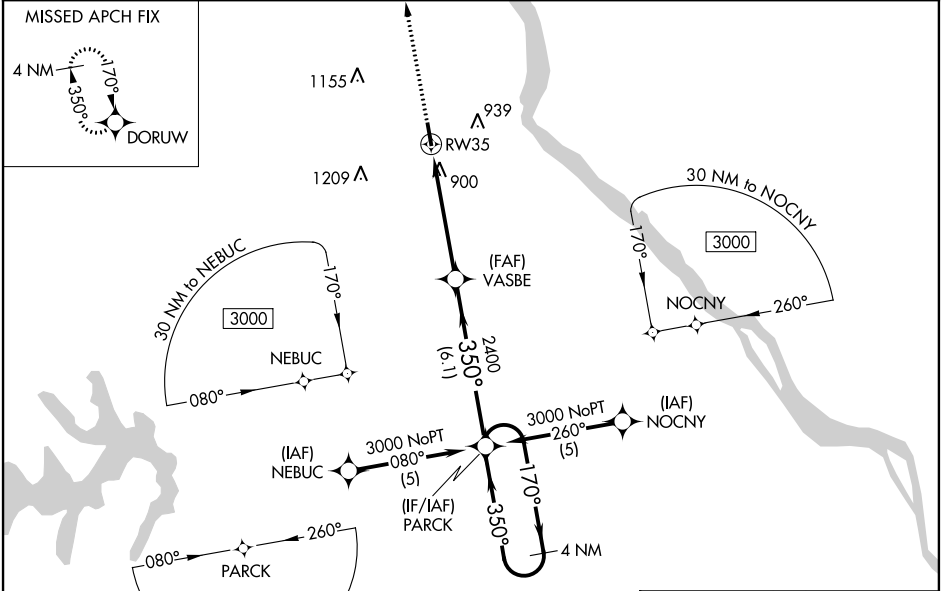 MISSED APCH FIX
4 NM
170°
350°
DORUW
1155
939
RW35
1209
900
30 NM to NOCNY
3000
170°
NOCNY
260°
(FAF)
VASBE
30 NM to NEBUC
3000
170°
NEBUC
080°
2400
350°
(6.1)
(IAF)
NEBUC
3000 NoPT
080°
(5)
3000 NoPT
260°
(5)
(IAF)
NOCNY
(IF/IAF)
PARCK
350°
170°
4 NM
080°
260°
PARCK